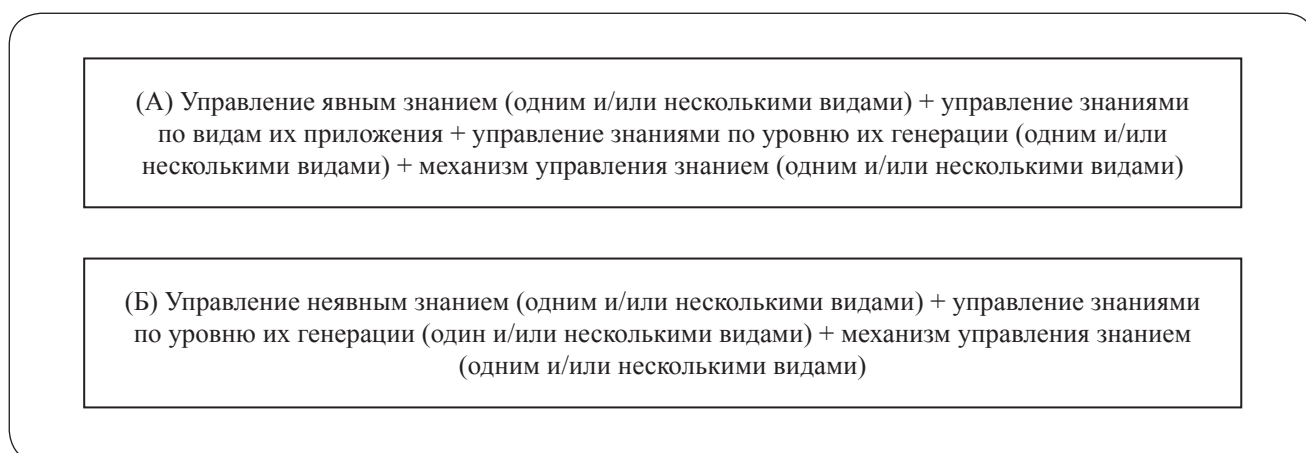 (А) Управление явным знанием (одним и/или несколькими видами) + управление знаниями
по видам их приложения + управление знаниями по уровню их генерации (одним и/или
несколькими видами) + механизм управления знанием (одним и/или несколькими видами)
(Б) Управление неявным знанием (одним и/или несколькими видами) + управление знаниями
по уровню их генерации (один и/или несколькими видами) + механизм управления знанием
(одним и/или несколькими видами)